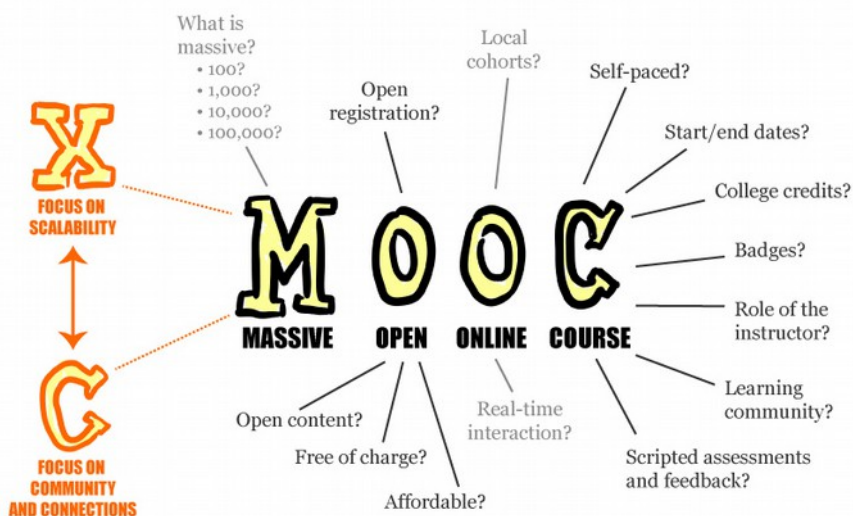 What is
massive?
• 100?
• 1,000?
• 10,000?
• 100,000?
Open
registration?
Local
cohorts?
Self-paced?
Start/end dates?
College credits?
Badges?
Role of the
instructor?
Learning
community?
Scripted assessments
and feedback?
X
FOCUS ON
SCALABILITY
C
FOCUS ON
COMMUNITY
AND CONNECTIONS
MOOC
MASSIVE OPEN ONLINE COURSE
Open content?
Free of charge?
Affordable?
Real-time
interaction?